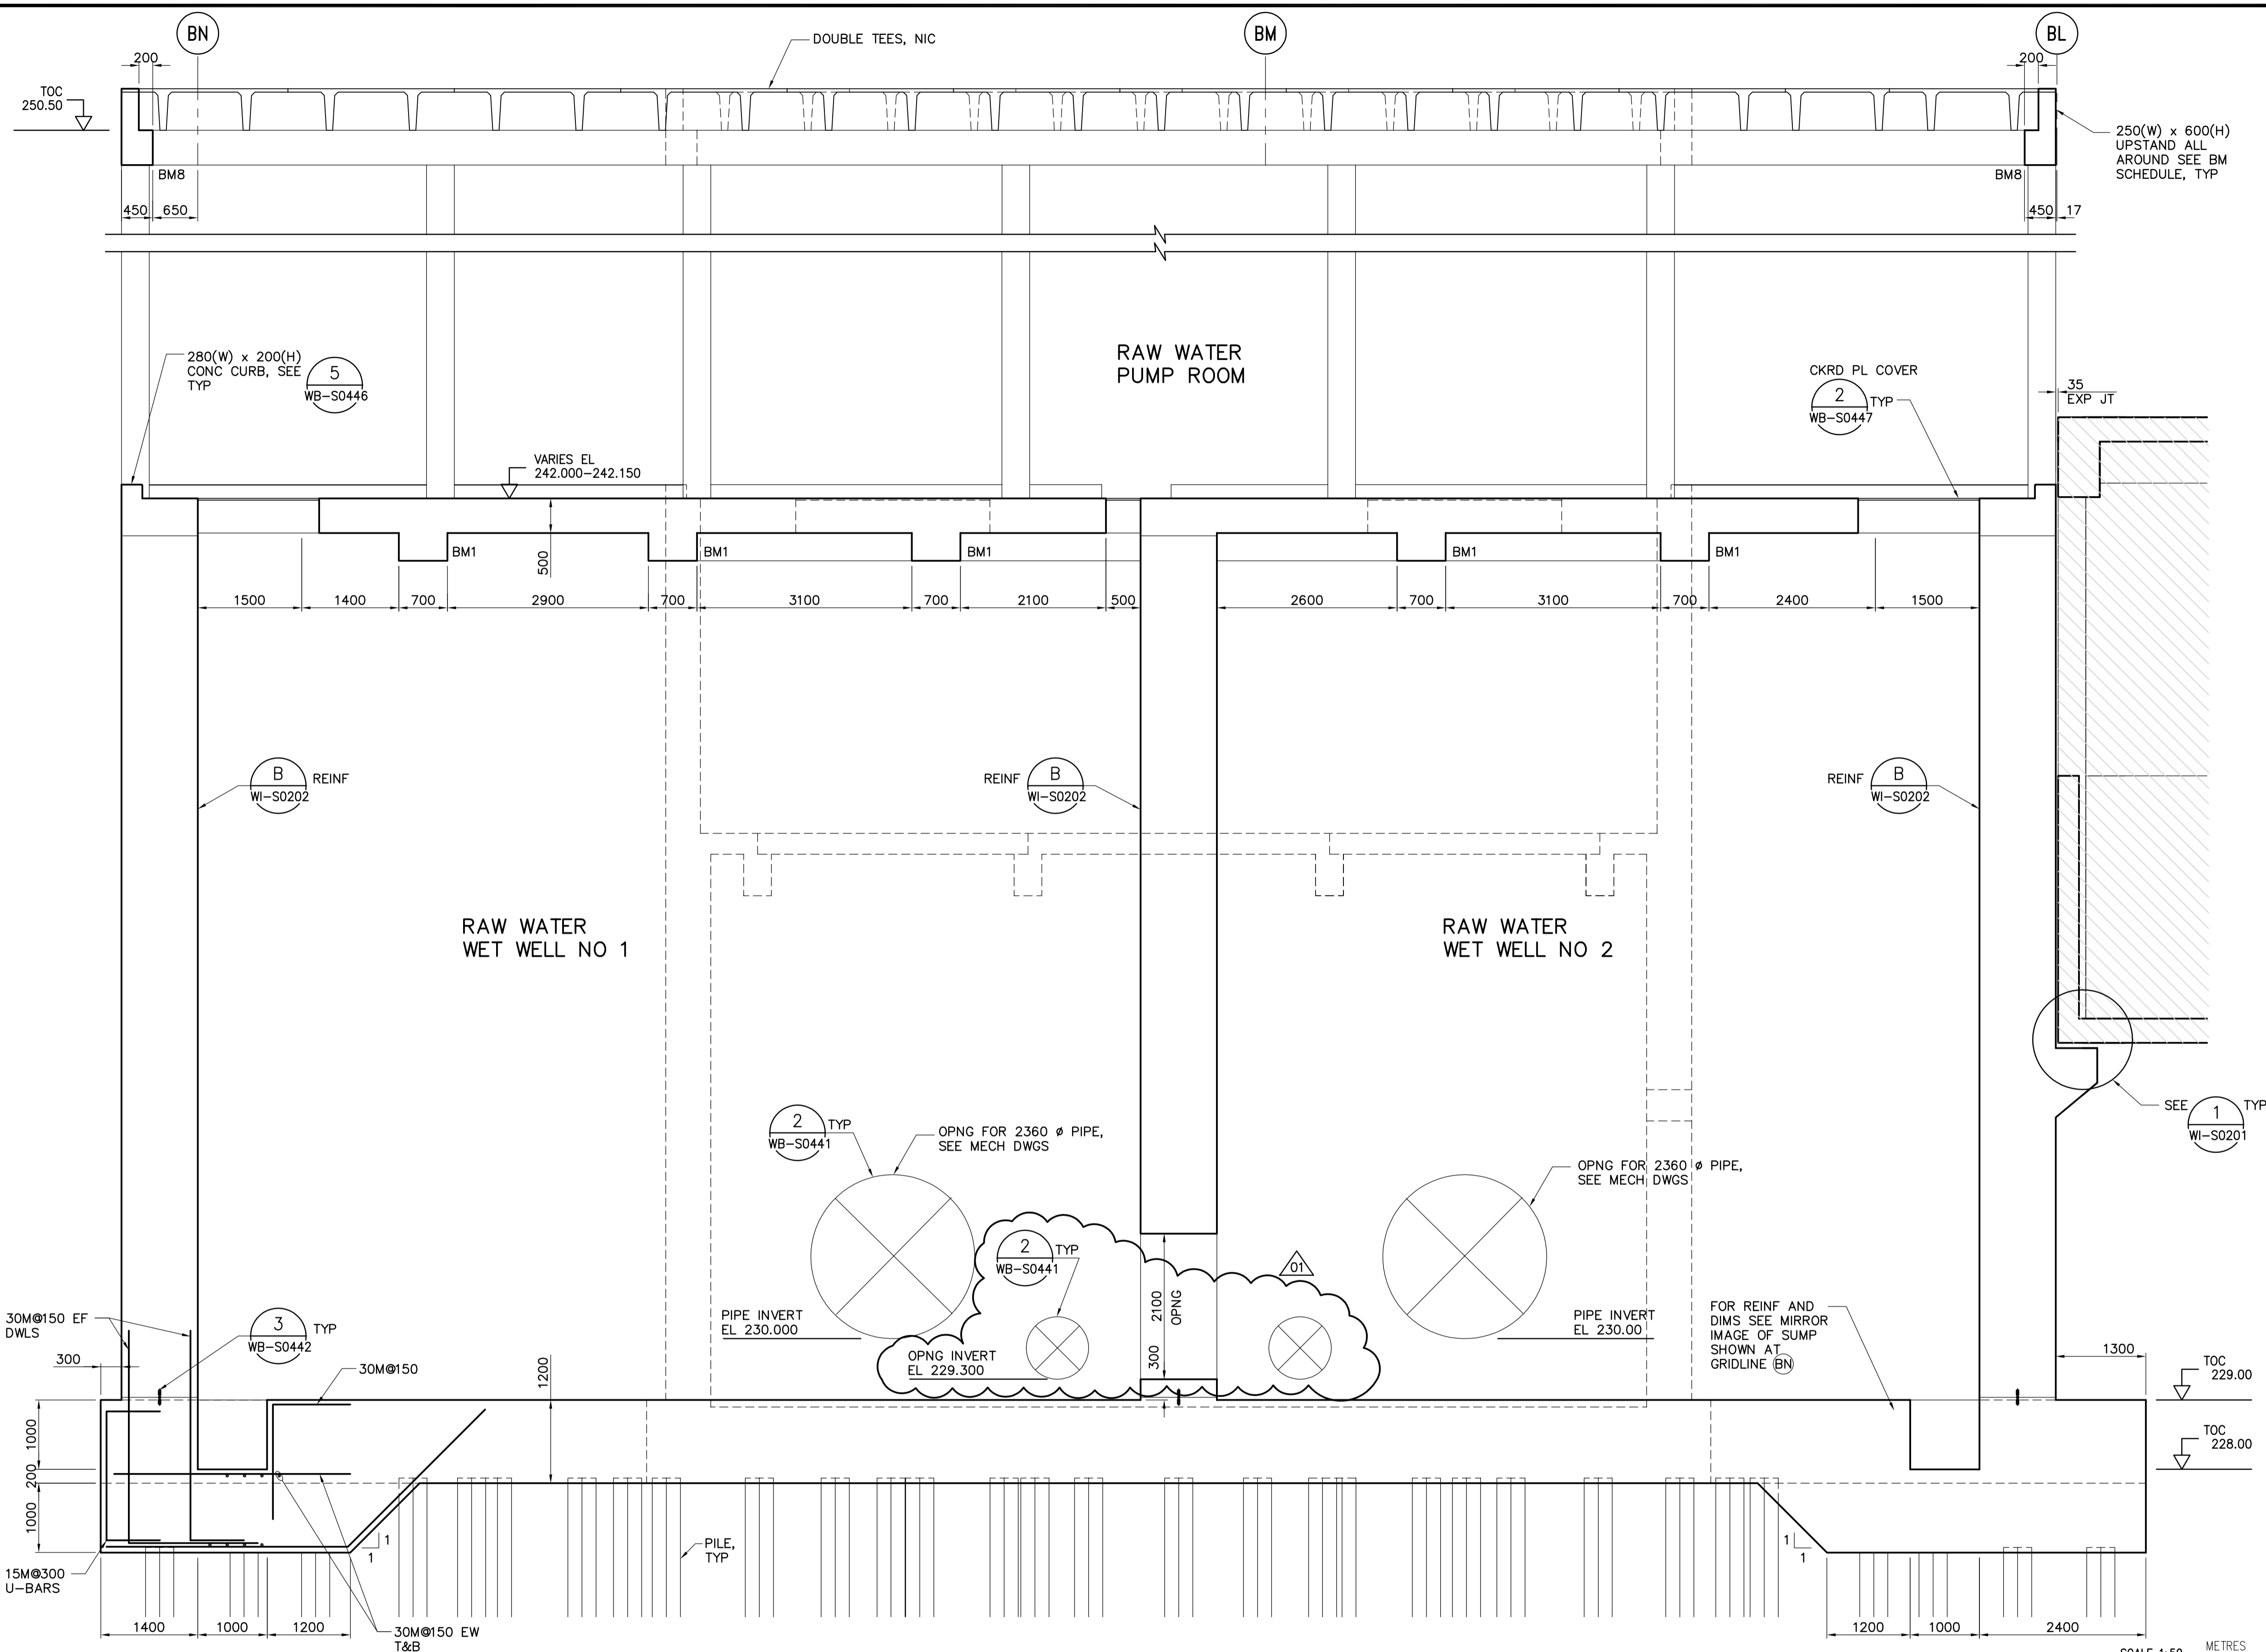 BN
BM
BL
200
DOUBLE TEES, NIC
200
TOC
250.50
250(W) x 600(H)
UPSTAND ALL
AROUND SEE BM
SCHEDULE, TYP
BM8
BM8
450
650
450
17
280(W) x 200(H)
CONC CURB, SEE
TYP
5
WB-S0446
RAW WATER
PUMP ROOM
CKRD PL COVER
2
WB-S0447
TYP
35
EXP JT
VARIES EL
242.000-242.150
500
BM1
BM1
BM1
BM1
BM1
1500
1400
700
2900
700
3100
700
2100
500
2600
700
3100
700
2400
1500
B
WI-S0202
REINF
REINF
B
WI-S0202
REINF
B
WI-S0202
RAW WATER
WET WELL NO 1
RAW WATER
WET WELL NO 2
2
WB-S0441
TYP
OPNG FOR 2360 ø PIPE,
SEE MECH DWGS
OPNG FOR 2360 ø PIPE,
SEE MECH DWGS
SEE
1
WI-S0201
TYP
2
WB-S0441
TYP
01
2100
OPNG
300
PIPE INVERT
EL 230.000
OPNG INVERT
EL 229.300
PIPE INVERT
EL 230.00
FOR REINF AND
DIMS SEE MIRROR
IMAGE OF SUMP
SHOWN AT
GRIDLINE BN
30M@150 EF
DWLS
3
WB-S0442
TYP
300
30M@150
1200
1300
TOC
229.00
TOC
228.00
1000
200
1000
1
1
PILE,
TYP
1
1
15M@300
U-BARS
1400
1000
1200
30M@150 EW
T&B
1200
1000
2400
SCALE 1:50
METRES